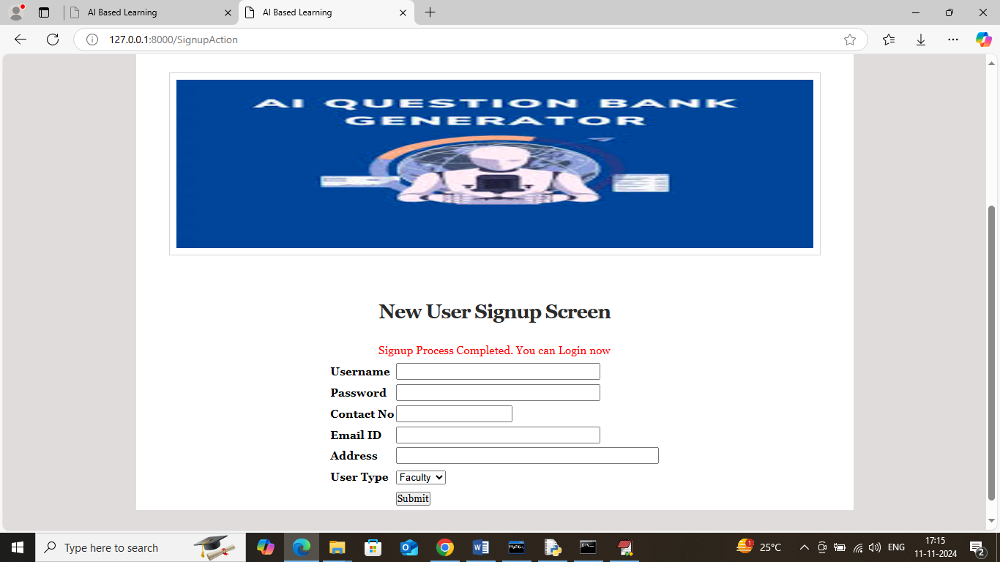 AI Based Learning
AI Based Learning
127.0.0.1:8000/SignupAction
AI QUESTION BANK
GENERATOR
New User Signup Screen
Signup Process Completed. You can Login now
Username
Password
Contact No
Email ID
Address
User Type Faculty
Submit
Type here to search
25°C
ENG
17:15
11-11-2024
1
2